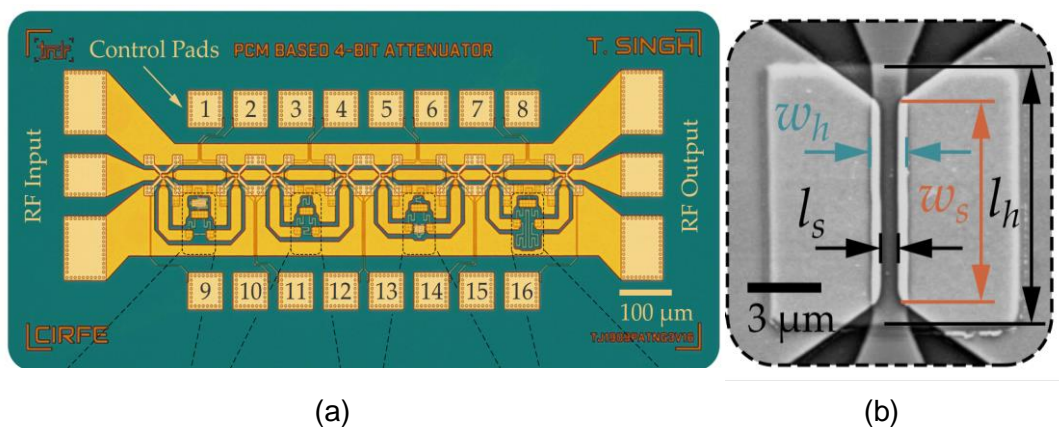 PCM BASED 4-BIT ATTENUATOR
T. SINGH
Control Pads
1 2 3 4 5 6 7 8
RF Input
RF Output
9 10 11 12 13 14 15 16
100 μm
CIRFE
(a)
w_h
l_s
w_s
l_h
3 μm
(b)